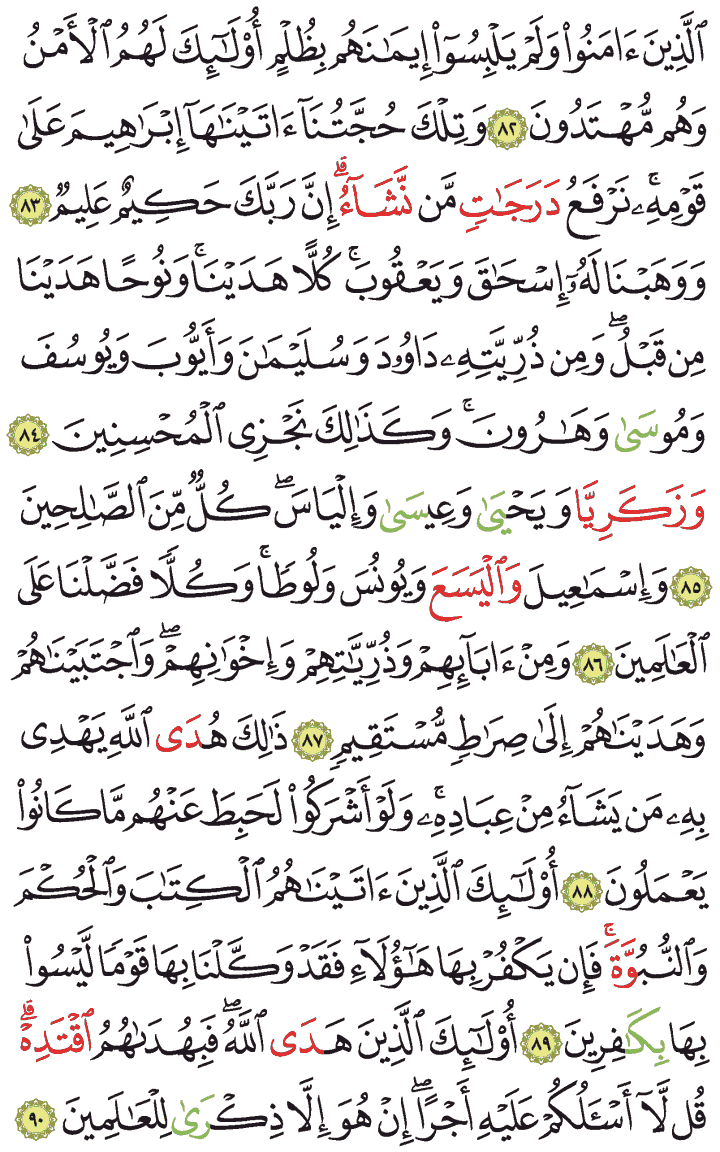 ٱلَّذِينَ ءَامَنُوا۟ وَلَمْ يَلْبِسُوٓا۟ إِيمَـٰنَهُم بِظُلْمٍ أُو۟لَـٰٓئِكَ لَهُمُ ٱلْأَمْنُ
وَهُم مُّهْتَدُونَ ٨٢ وَتِلْكَ حُجَّتُنَآ ءَاتَيْنَـٰهَآ إِبْرَٰهِيمَ عَلَىٰ
قَوْمِهِۦۚ نَرْفَعُ دَرَجَـٰتِ مَّن نَّشَآءُۗ إِنَّ رَبَّكَ حَكِيمٌ عَلِيمٌ ٨٣
وَوَهَبْنَا لَهُۥٓ إِسْحَـٰقَ وَيَعْقُوبَۚ كُلًّا هَدَيْنَاۚ وَنُوحًا هَدَيْنَا
مِن قَبْلُۖ وَمِن ذُرِّيَّتِهِۦ دَاوُۥدَ وَسُلَيْمَـٰنَ وَأَيُّوبَ وَيُوسُفَ
وَمُوسَىٰ وَهَـٰرُونَۚ وَكَذَٰلِكَ نَجْزِى ٱلْمُحْسِنِينَ ٨٤
وَزَكَرِيَّا وَيَحْيَىٰ وَعِيسَىٰ وَإِلْيَاسَۖ كُلٌّ مِّنَ ٱلصَّـٰلِحِينَ
٨٥ وَإِسْمَـٰعِيلَ وَٱلْيَسَعَ وَيُونُسَ وَلُوطًاۚ وَكُلًّا فَضَّلْنَا عَلَى
ٱلْعَـٰلَمِينَ ٨٦ وَمِنْ ءَابَآئِهِمْ وَذُرِّيَّـٰتِهِمْ وَإِخْوَٰنِهِمْۖ وَٱجْتَبَيْنَـٰهُمْ
وَهَدَيْنَـٰهُمْ إِلَىٰ صِرَٰطٍ مُّسْتَقِيمٍ ٨٧ ذَٰلِكَ هُدَى ٱللَّهِ يَهْدِى
بِهِۦ مَن يَشَآءُ مِنْ عِبَادِهِۦۚ وَلَوْ أَشْرَكُوا۟ لَحَبِطَ عَنْهُم مَّا كَانُوا۟
يَعْمَلُونَ ٨٨ أُو۟لَـٰٓئِكَ ٱلَّذِينَ ءَاتَيْنَـٰهُمُ ٱلْكِتَـٰبَ وَٱلْحُكْمَ
وَٱلنُّبُوَّةَۚ فَإِن يَكْفُرْ بِهَا هَـٰٓؤُلَآءِ فَقَدْ وَكَّلْنَا بِهَا قَوْمًا لَّيْسُوا۟
بِهَا بِكَـٰفِرِينَ ٨٩ أُو۟لَـٰٓئِكَ ٱلَّذِينَ هَدَى ٱللَّهُۖ فَبِهُدَىٰهُمُ ٱقْتَدِهْۗ
قُل لَّآ أَسْـَٔلُكُمْ عَلَيْهِ أَجْرًاۖ إِنْ هُوَ إِلَّا ذِكْرَىٰ لِلْعَـٰلَمِينَ ٩٠